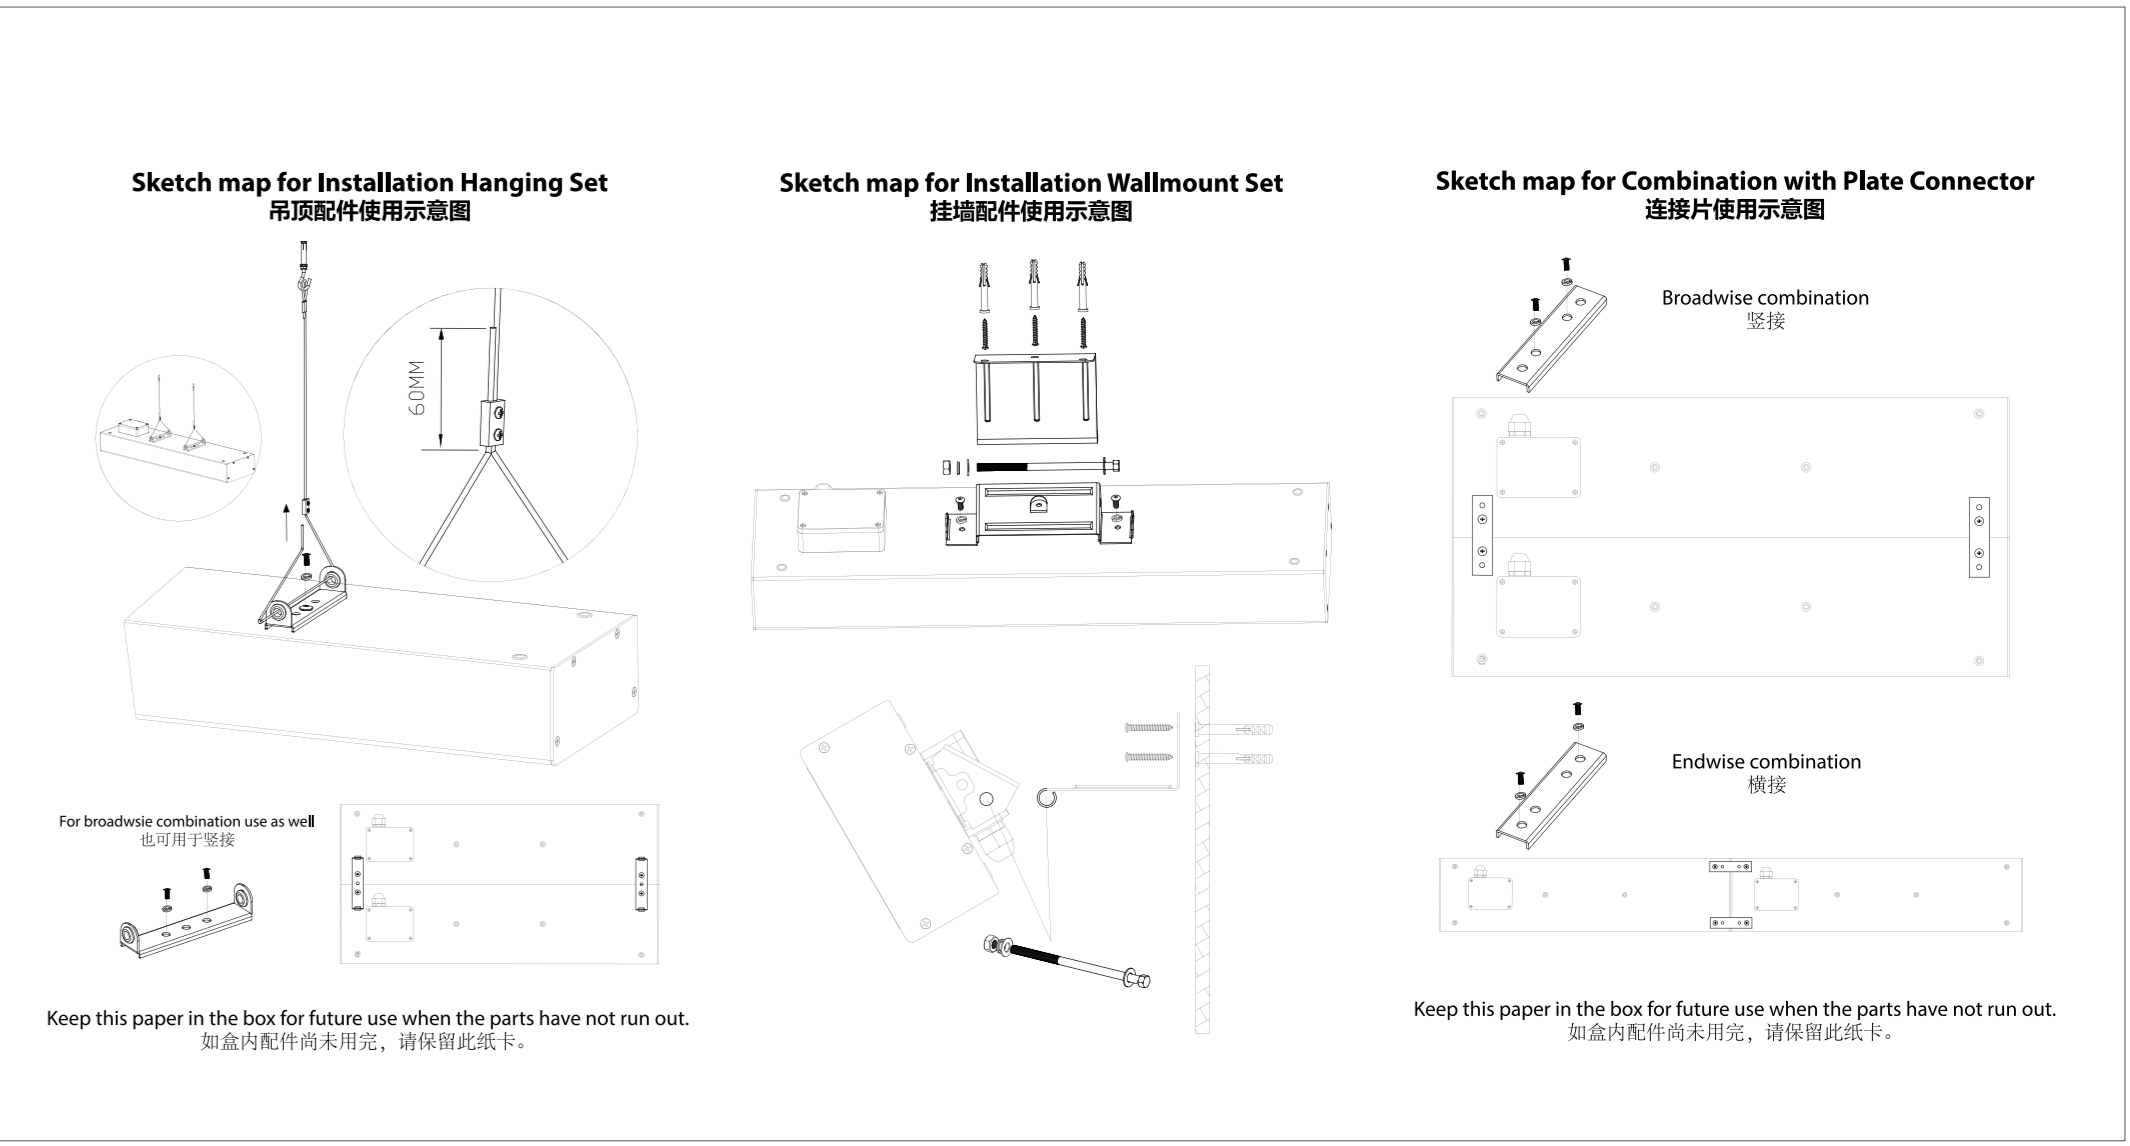 Sketch map for Installation Hanging Set
吊顶配件使用示意图
60MM
For broadwsie combination use as well
也可用于竖接
Keep this paper in the box for future use when the parts have not run out.
如盒内配件尚未用完，请保留此纸卡。
Sketch map for Installation Wallmount Set
挂墙配件使用示意图
Sketch map for Combination with Plate Connector
连接片使用示意图
Broadwise combination
竖接
Endwise combination
横接
Keep this paper in the box for future use when the parts have not run out.
如盒内配件尚未用完，请保留此纸卡。